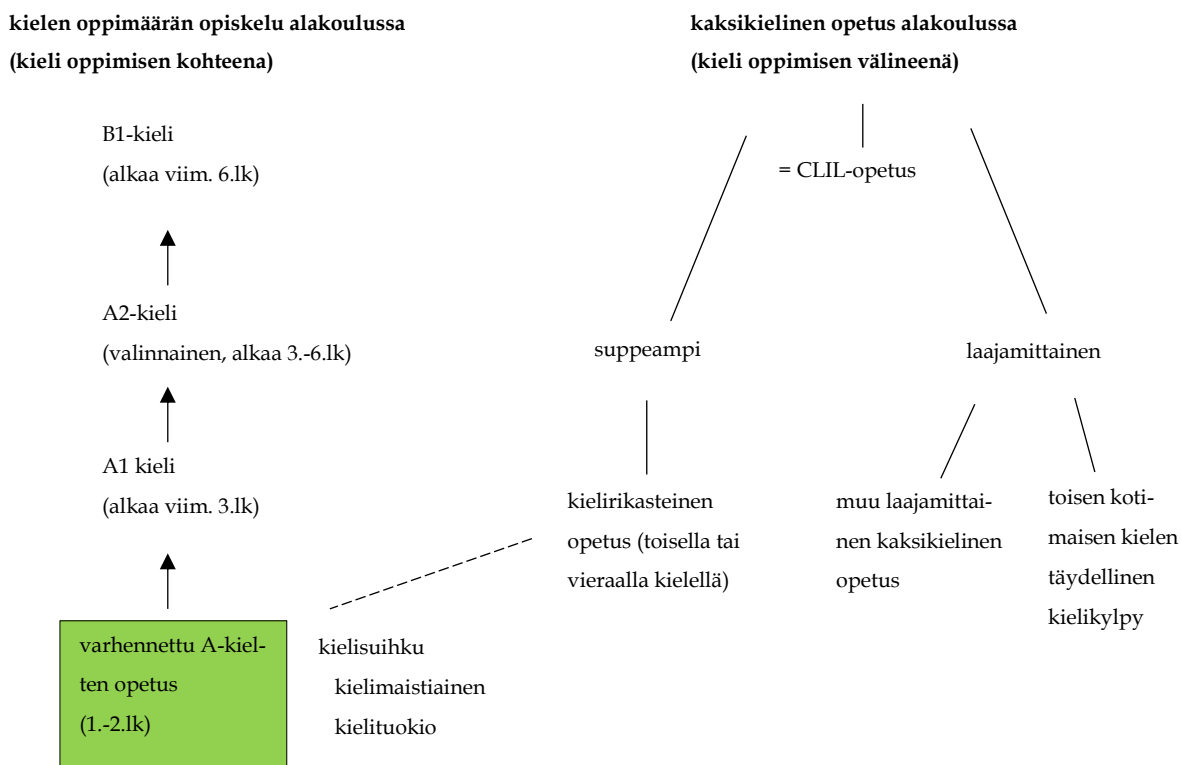 kielen oppimäärän opiskelu alakoulussa
(kieli oppimisen kohteena)
kaksikielinen opetus alakoulussa
(kieli oppimisen välineenä)
B1-kieli
(alkaa viim. 6.lk)
= CLIL-opetus
A2-kieli
(valinnainen, alkaa 3.-6.lk)
suppeampi
laajamittainen
A1 kieli
(alkaa viim. 3.lk)
kielirikasteinen
opetus (toisella tai
vieraalla kielellä)
muu laajamittai-
nen kaksikielinen
opetus
toisen koti-
maisen kielen
täydellinen
kielikylpy
varhennettu A-kiel-
ten opetus
(1.-2.lk)
kielisuihku
kielimaistiainen
kielituokio